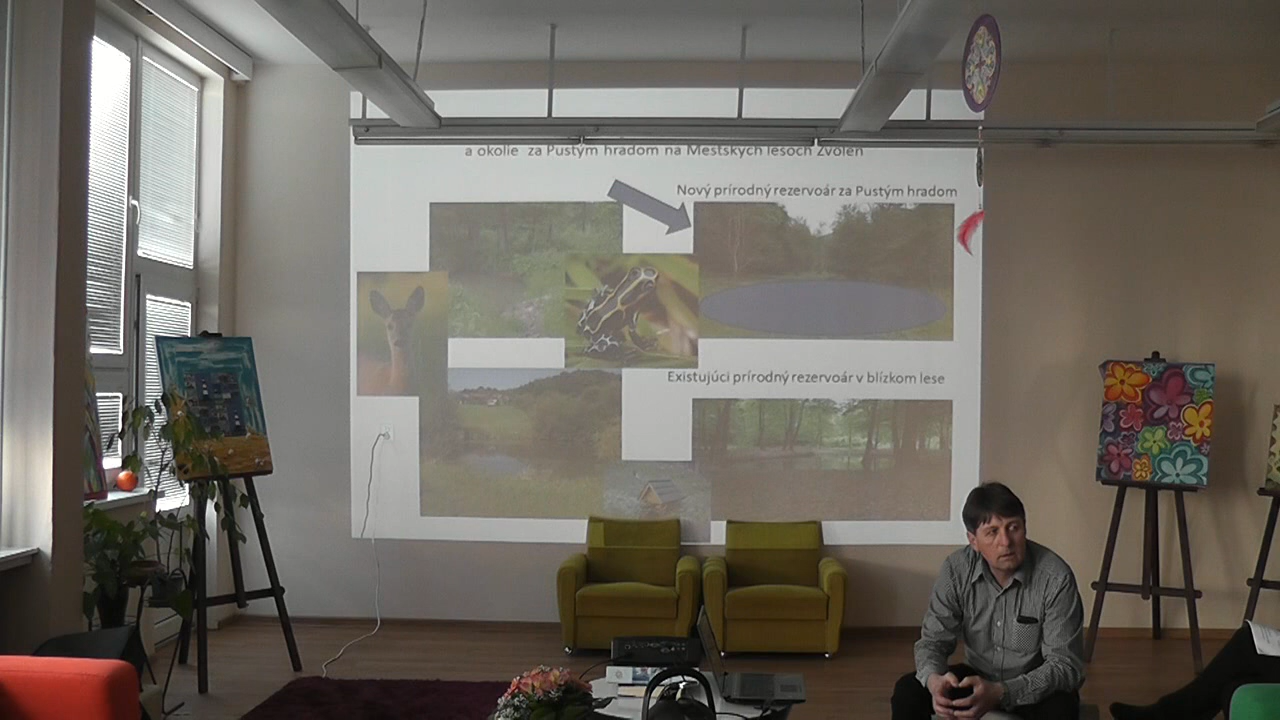 a okolie za Pustým hradom na Mestských lesoch Zvolen
Nový prírodný rezervoár za Pustým hradom
Existujúci prírodný rezervoár v blízkom lese